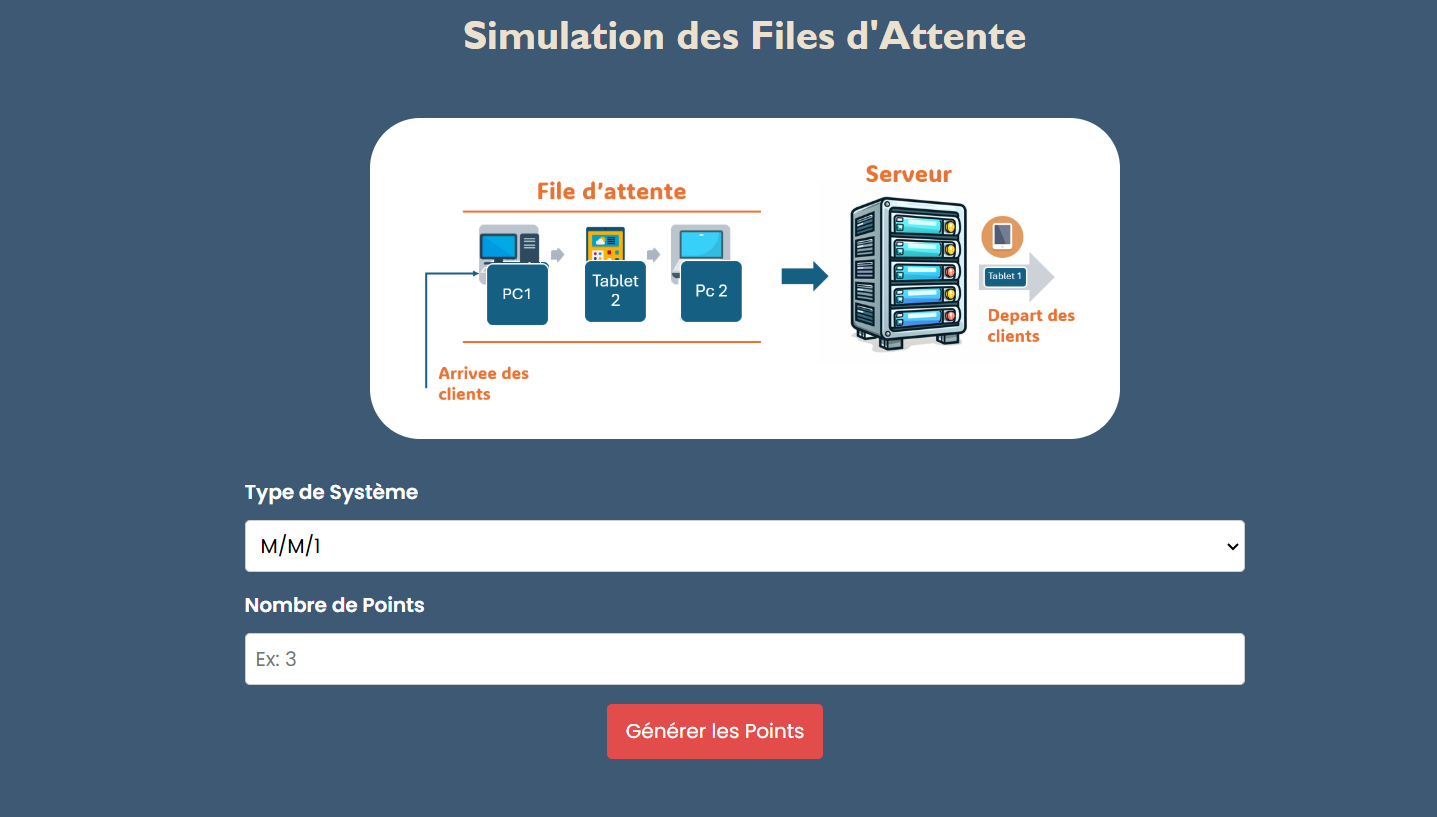 Simulation des Files d'Attente
File d'attente
Serveur
PC1
Tablet
2
Pc 2
Tablet 1
Depart des
clients
Arrivee des
clients
Type de Système
M/M/1
Nombre de Points
Ex: 3
Générer les Points